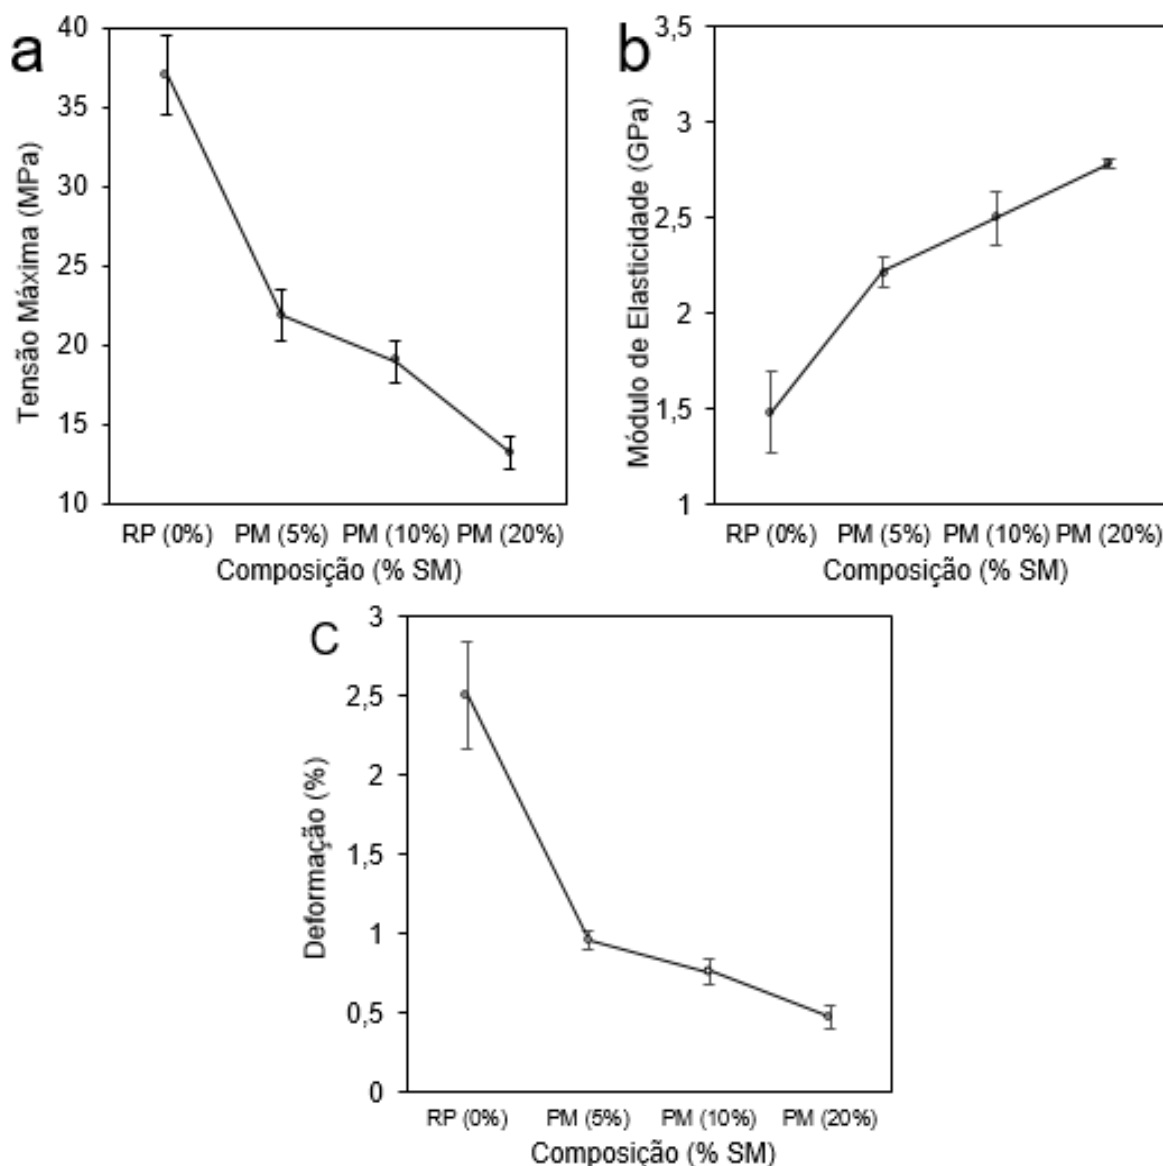 a
Tensão Máxima (MPa)
40
35
30
25
20
15
10
RP (0%) PM (5%) PM (10%) PM (20%)
Composição (% SM)
b
Módulo de Elasticidade (GPa)
3,5
3
2,5
2
1,5
1
RP (0%) PM (5%) PM (10%) PM (20%)
Composição (% SM)
c
Deformação (%)
3
2,5
2
1,5
1
0,5
0
RP (0%) PM (5%) PM (10%) PM (20%)
Composição (% SM)